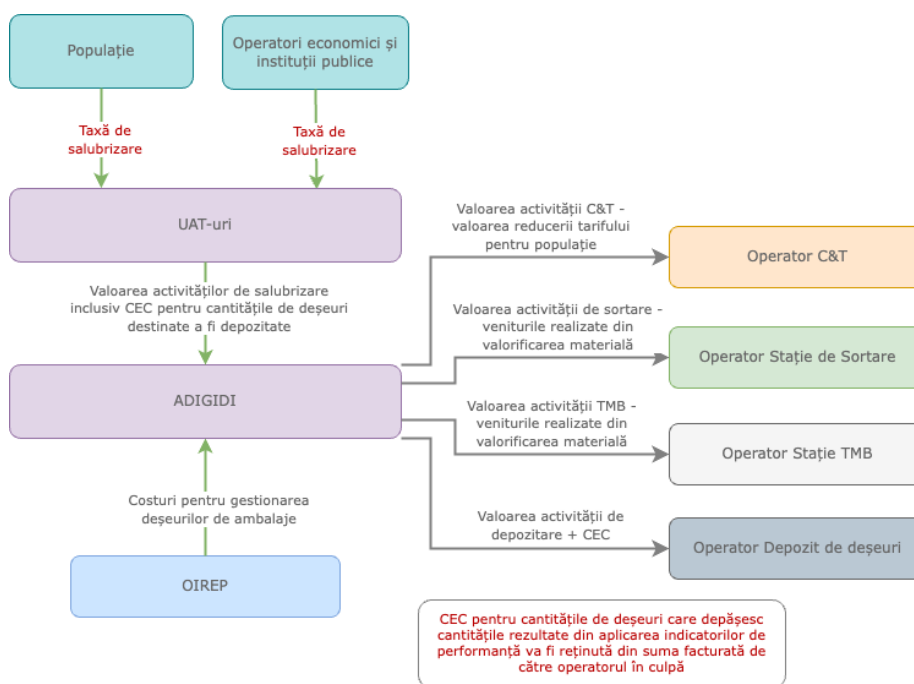 Populație
Operatori economici și
instituții publice
Taxă de
salubrizare
Taxă de
salubrizare
UAT-uri
Valoarea activităților de salubrizare
inclusiv CEC pentru cantitățile de deșeuri
destinate a fi depozitate
ADIGIDI
Costuri pentru gestionarea
deșeurilor de ambalaje
OIREP
Valoarea activității C&T -
valoarea reducerii tarifului
pentru populație
Operator C&T
Valoarea activității de sortare -
veniturile realizate din
valorificarea materială
Operator Stație de Sortare
Valoarea activității TMB -
veniturile realizate din
valorificarea materială
Operator Stație TMB
Valoarea activității de
depozitare + CEC
Operator Depozit de deșeuri
CEC pentru cantitățile de deșeuri care depășesc
cantitățile rezultate din aplicarea indicatorilor de
performanță va fi reținută din suma facturată de
către operatorul în culpă